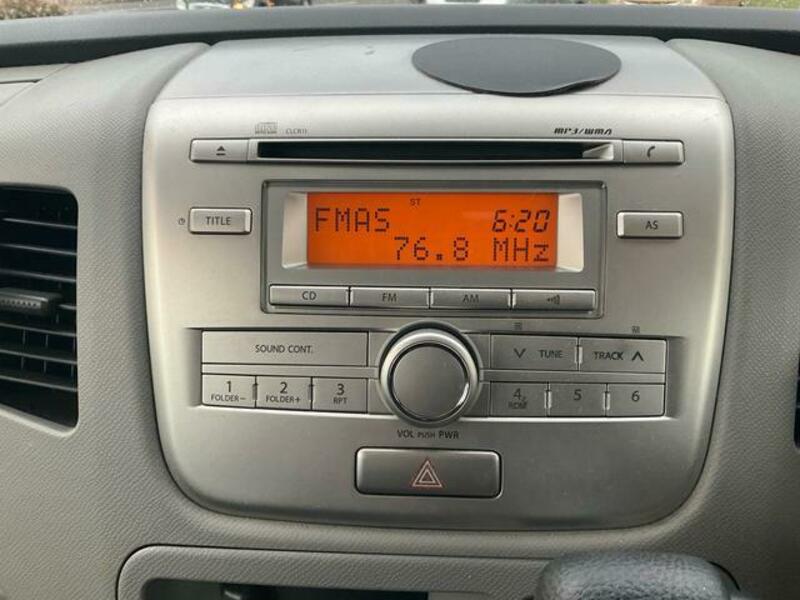 CLCR11 MP3/WMA
ST
TITLE FMAS 6:20 AS
76.8 MHz
CD FM AM
SOUND CONT. TUNE TRACK
1 2 3 4 5 6
FOLDER− FOLDER+ RPT RDM
VOL PUSH PWR